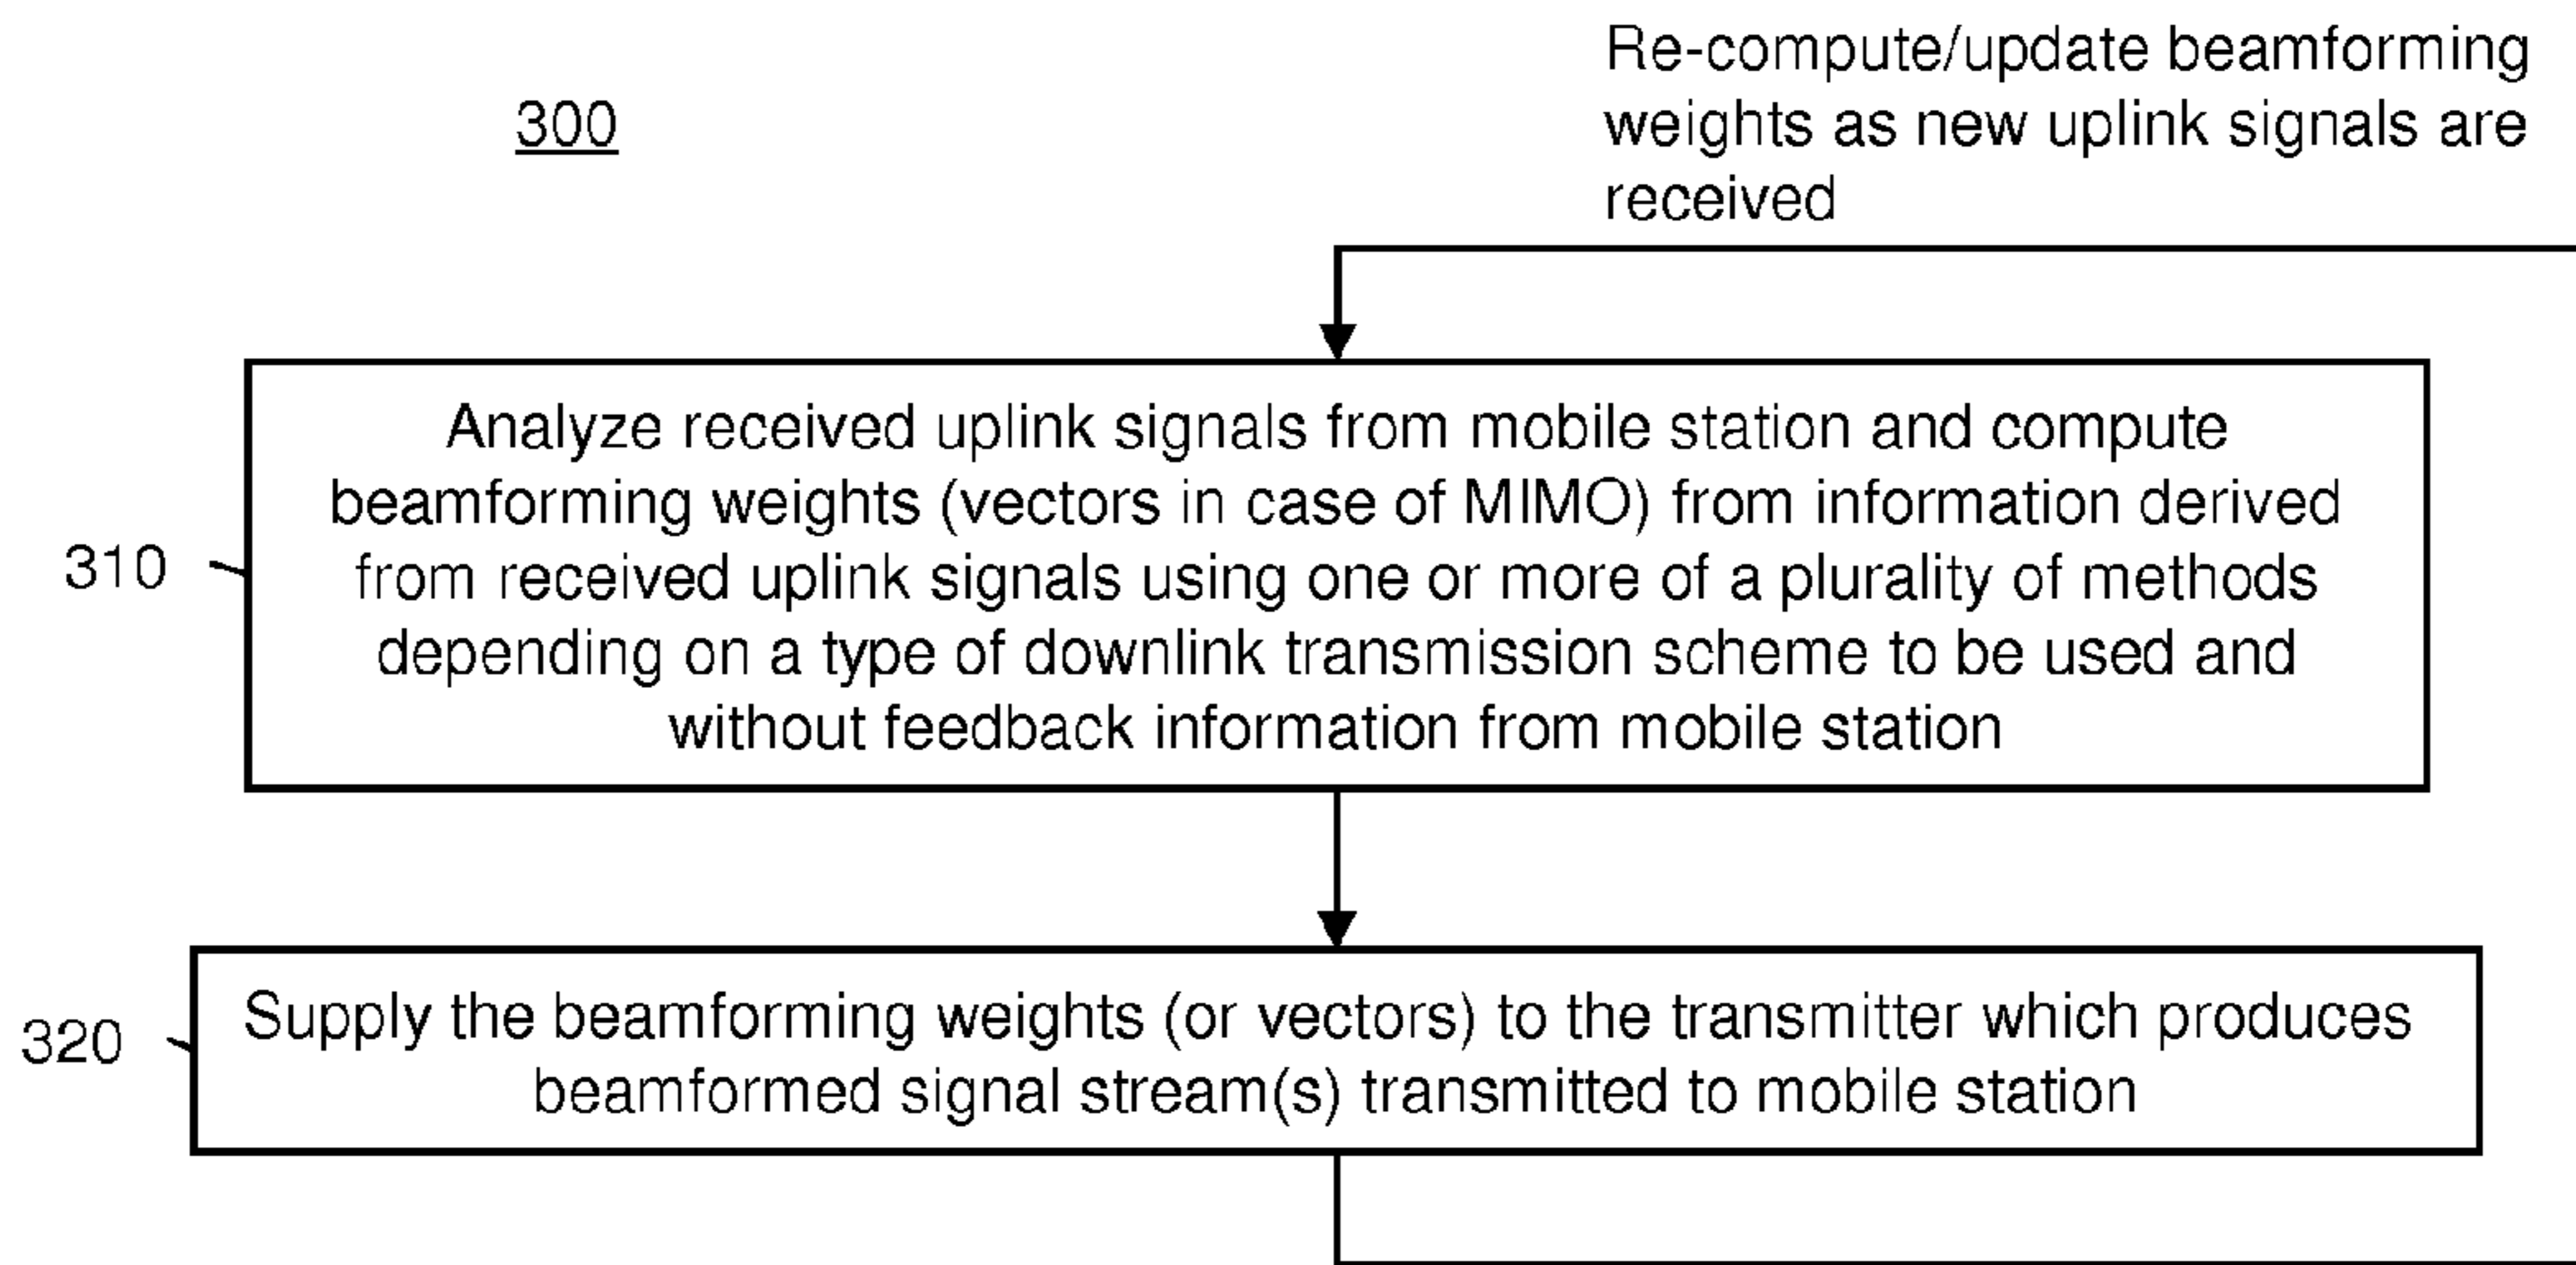 300
Re-compute/update beamforming
weights as new uplink signals are
received
310
Analyze received uplink signals from mobile station and compute
beamforming weights (vectors in case of MIMO) from information derived
from received uplink signals using one or more of a plurality of methods
depending on a type of downlink transmission scheme to be used and
without feedback information from mobile station
320
Supply the beamforming weights (or vectors) to the transmitter which produces
beamformed signal stream(s) transmitted to mobile station